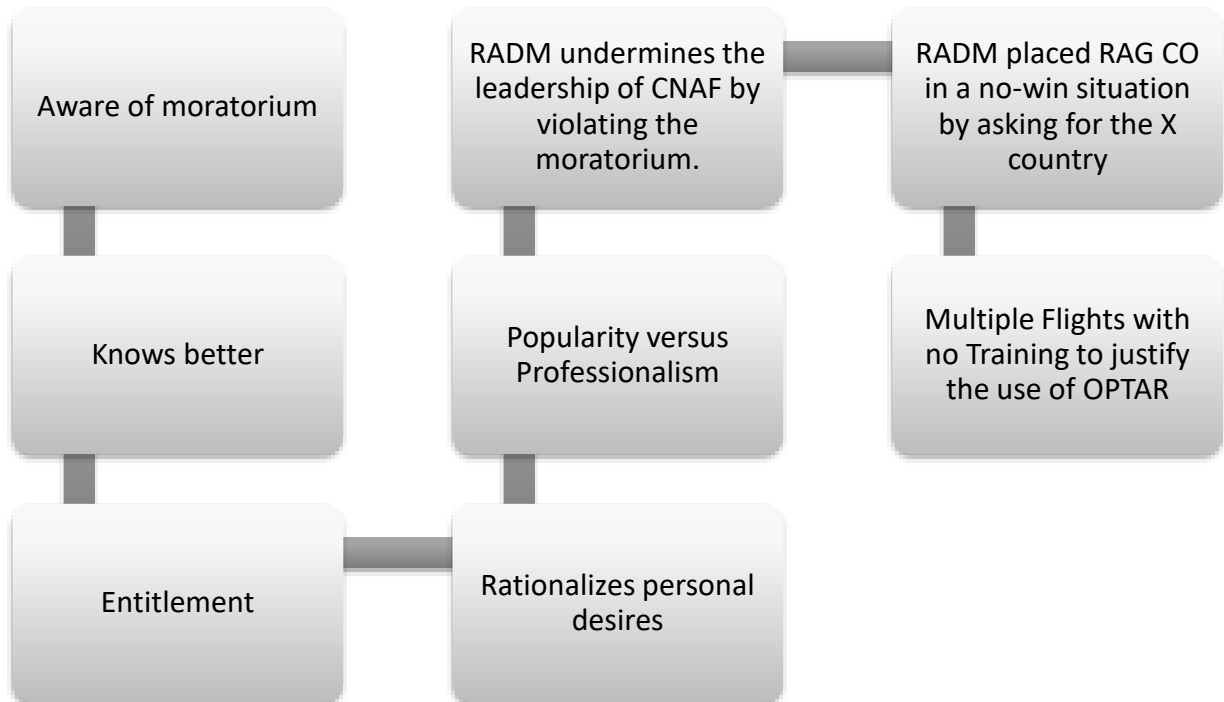 Aware of moratorium
Knows better
Entitlement
Rationalizes personal
desires
Popularity versus
Professionalism
RADM undermines the
leadership of CNAF by
violating the
moratorium.
RADM placed RAG CO
in a no-win situation
by asking for the X
country
Multiple Flights with
no Training to justify
the use of OPTAR